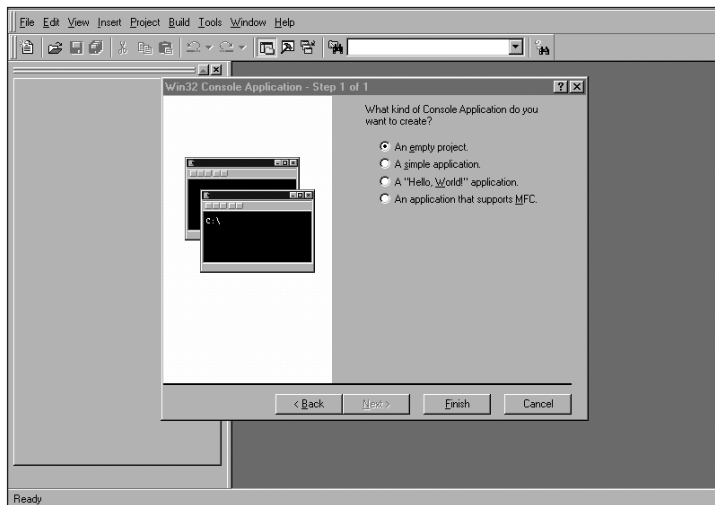 File Edit View Insert Project Build Tools Window Help
Win32 Console Application - Step 1 of 1
What kind of Console Application do you
want to create?
An empty project.
A simple application.
A "Hello, World!" application.
An application that supports MFC.
C:\
< Back Next > Finish Cancel
Ready